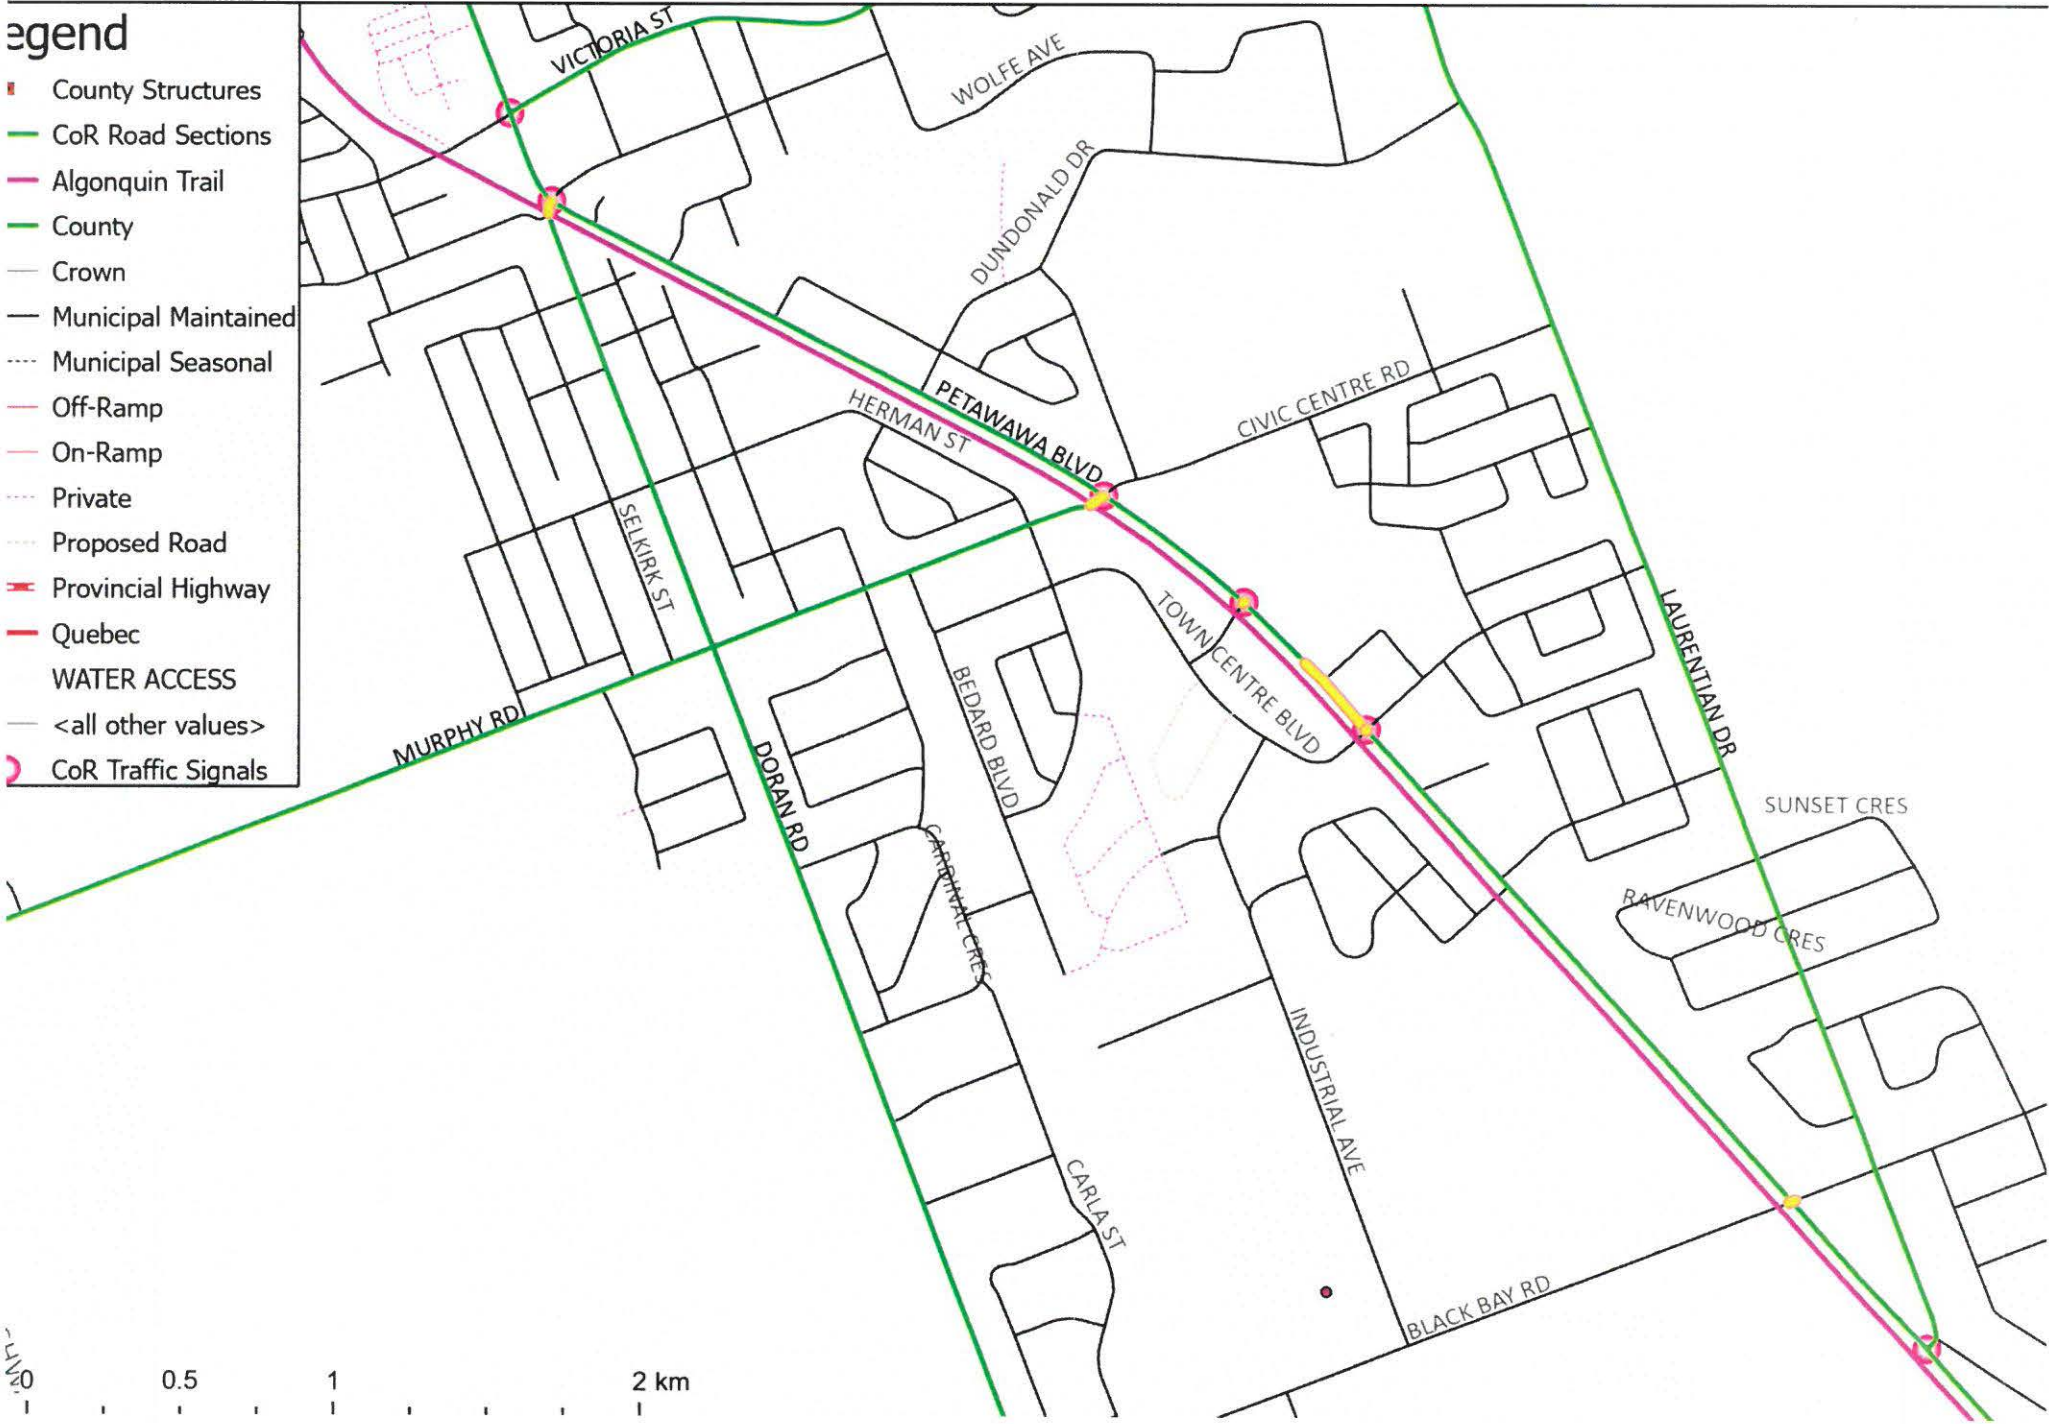 egend
County Structures
CoR Road Sections
Algonquin Trail
County
Crown
Municipal Maintained
Municipal Seasonal
Off-Ramp
On-Ramp
Private
Proposed Road
Provincial Highway
Quebec
WATER ACCESS
<all other values>
CoR Traffic Signals
VICTORIA ST
WOLFE AVE
DUNDONALD DR
PETAWAWA BLVD
HERMAN ST
CIVIC CENTRE RD
SELKIRK ST
TOWN CENTRE BLVD
LAURENTIAN DR
MURPHY RD
BEDARD BLVD
DORAN RD
SUNSET CRES
CARDINAL CRES
RAVENWOOD CRES
INDUSTRIAL AVE
CARLA ST
BLACK BAY RD
0 0.5 1 2 km